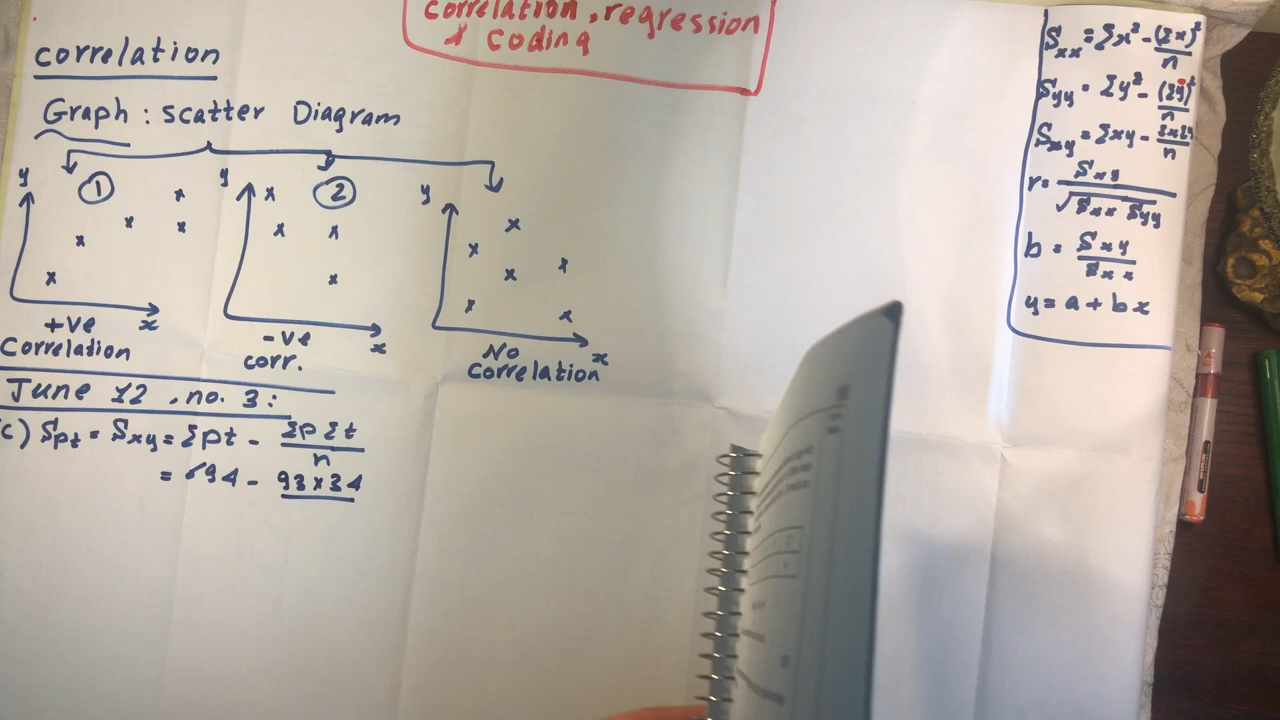 correlation, regression
& coding
correlation
Graph : scatter Diagram
1
2
y
y
y
x
x
x
+ve
Correlation
-ve
corr.
No
Correlation
June 12, no. 3:
c) Spt = Sxy = Σpt - ΣpΣt/n
= 694 - 93x34
Sxx = Σx² - (Σx)²/n
Syy = Σy² - (Σy)²/n
Sxy = Σxy - ΣxΣy/n
r = Sxy/√Sxx Syy
b = Sxy/Sxx
y = a + bx